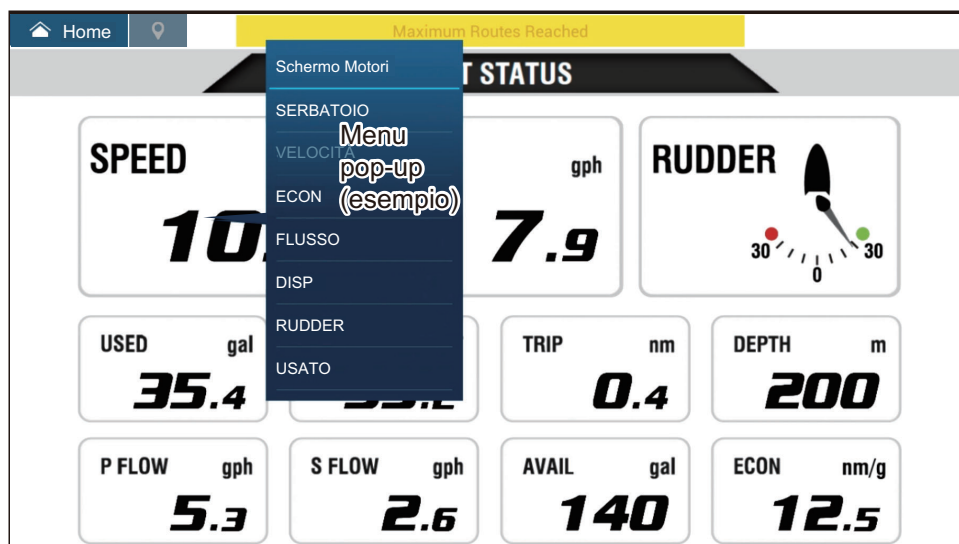 Home
Maximum Routes Reached
Schermo Motori
T STATUS
SERBATOIO
VELOCITÀ
ECON
FLUSSO
DISP
RUDDER
USATO
Menu
pop-up
(esempio)
SPEED
10.
gph
7.9
RUDDER
30
0
30
USED gal
35.4
TRIP nm
0.4
DEPTH m
200
P FLOW gph
5.3
S FLOW gph
2.6
AVAIL gal
140
ECON nm/g
12.5